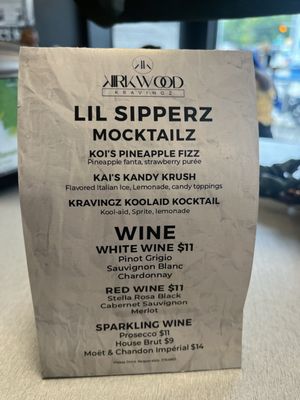 KIRKWOOD
KRAVINGZ
LIL SIPPERZ
MOCKTAILZ
KOI'S PINEAPPLE FIZZ
Pineapple fanta, strawberry purée
KAI'S KANDY KRUSH
Flavored Italian Ice, Lemonade, candy toppings
KRAVINGZ KOOLAID KOCKTAIL
Kool-aid, Sprite, lemonade
WINE
WHITE WINE $11
Pinot Grigio
Sauvignon Blanc
Chardonnay
RED WINE $11
Stella Rosa Black
Cabernet Sauvignon
Merlot
SPARKLING WINE
Prosecco $11
House Brut $9
Moët & Chandon Impérial $14
Please Drink Responsibly